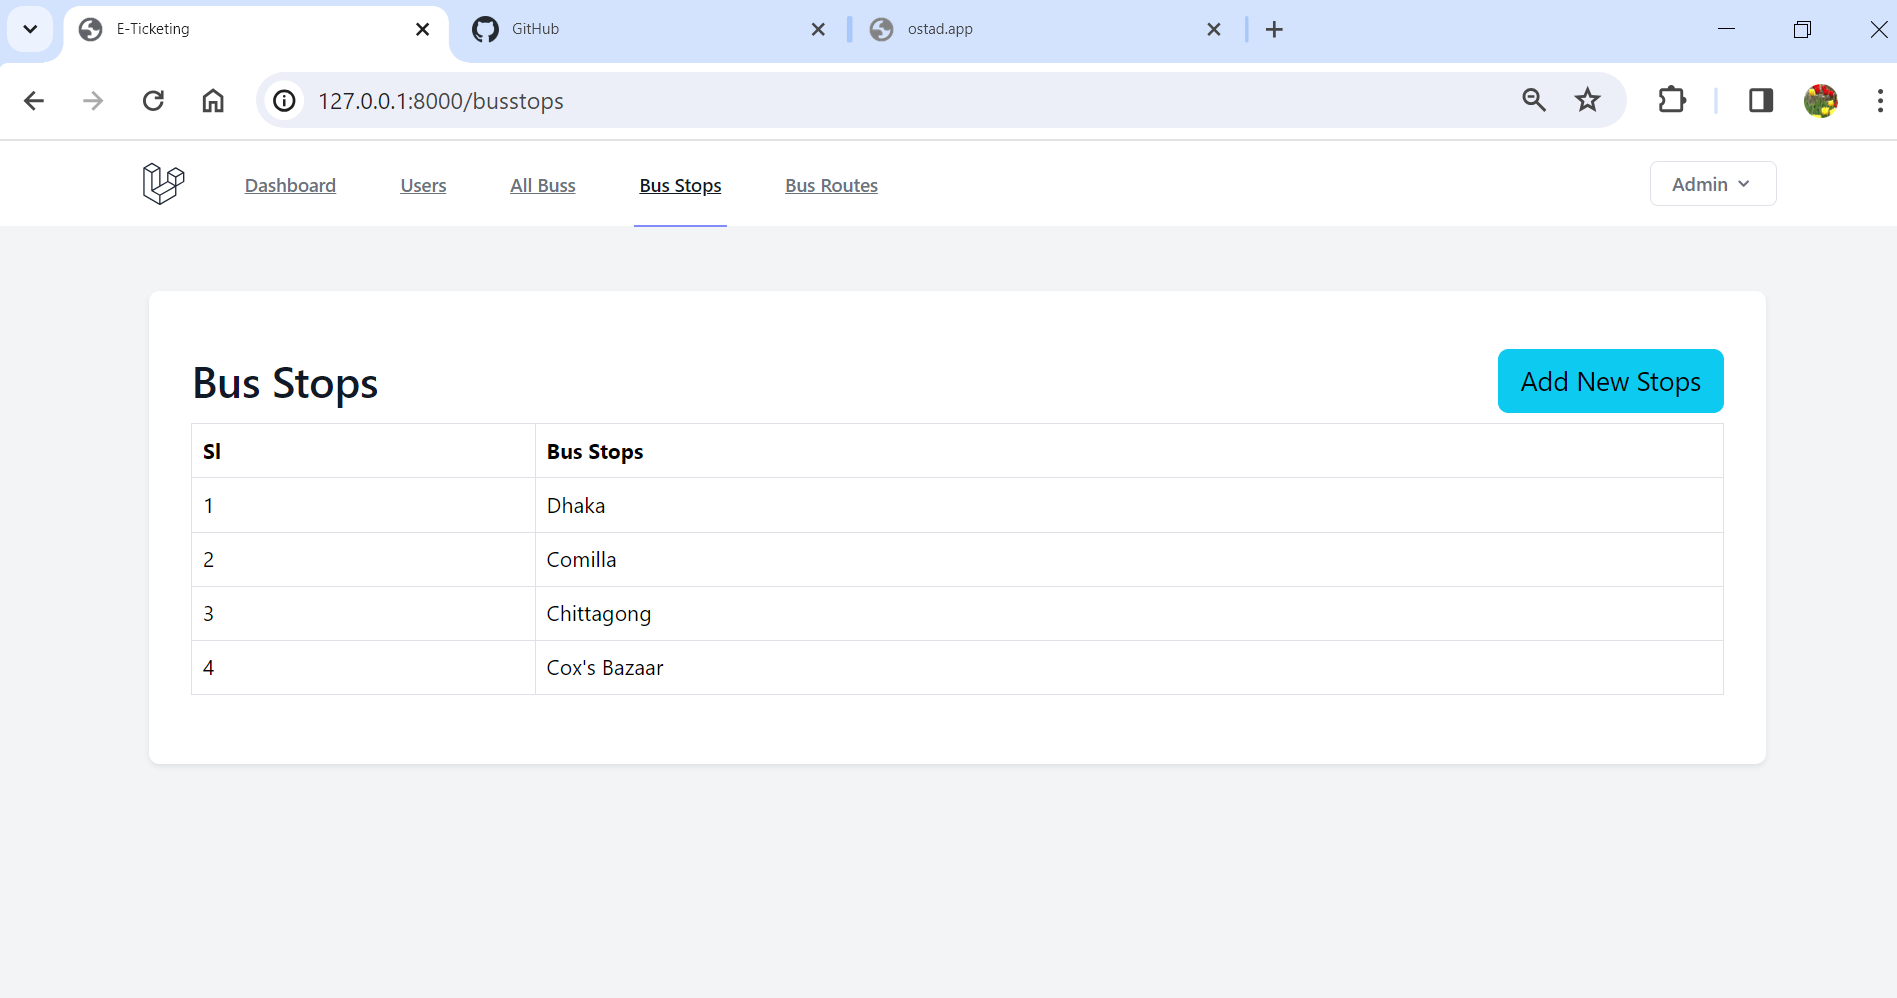 E-Ticketing GitHub ostad.app
127.0.0.1:8000/busstops
Dashboard Users All Buss Bus Stops Bus Routes Admin
Bus Stops Add New Stops
Sl Bus Stops
1 Dhaka
2 Comilla
3 Chittagong
4 Cox's Bazaar